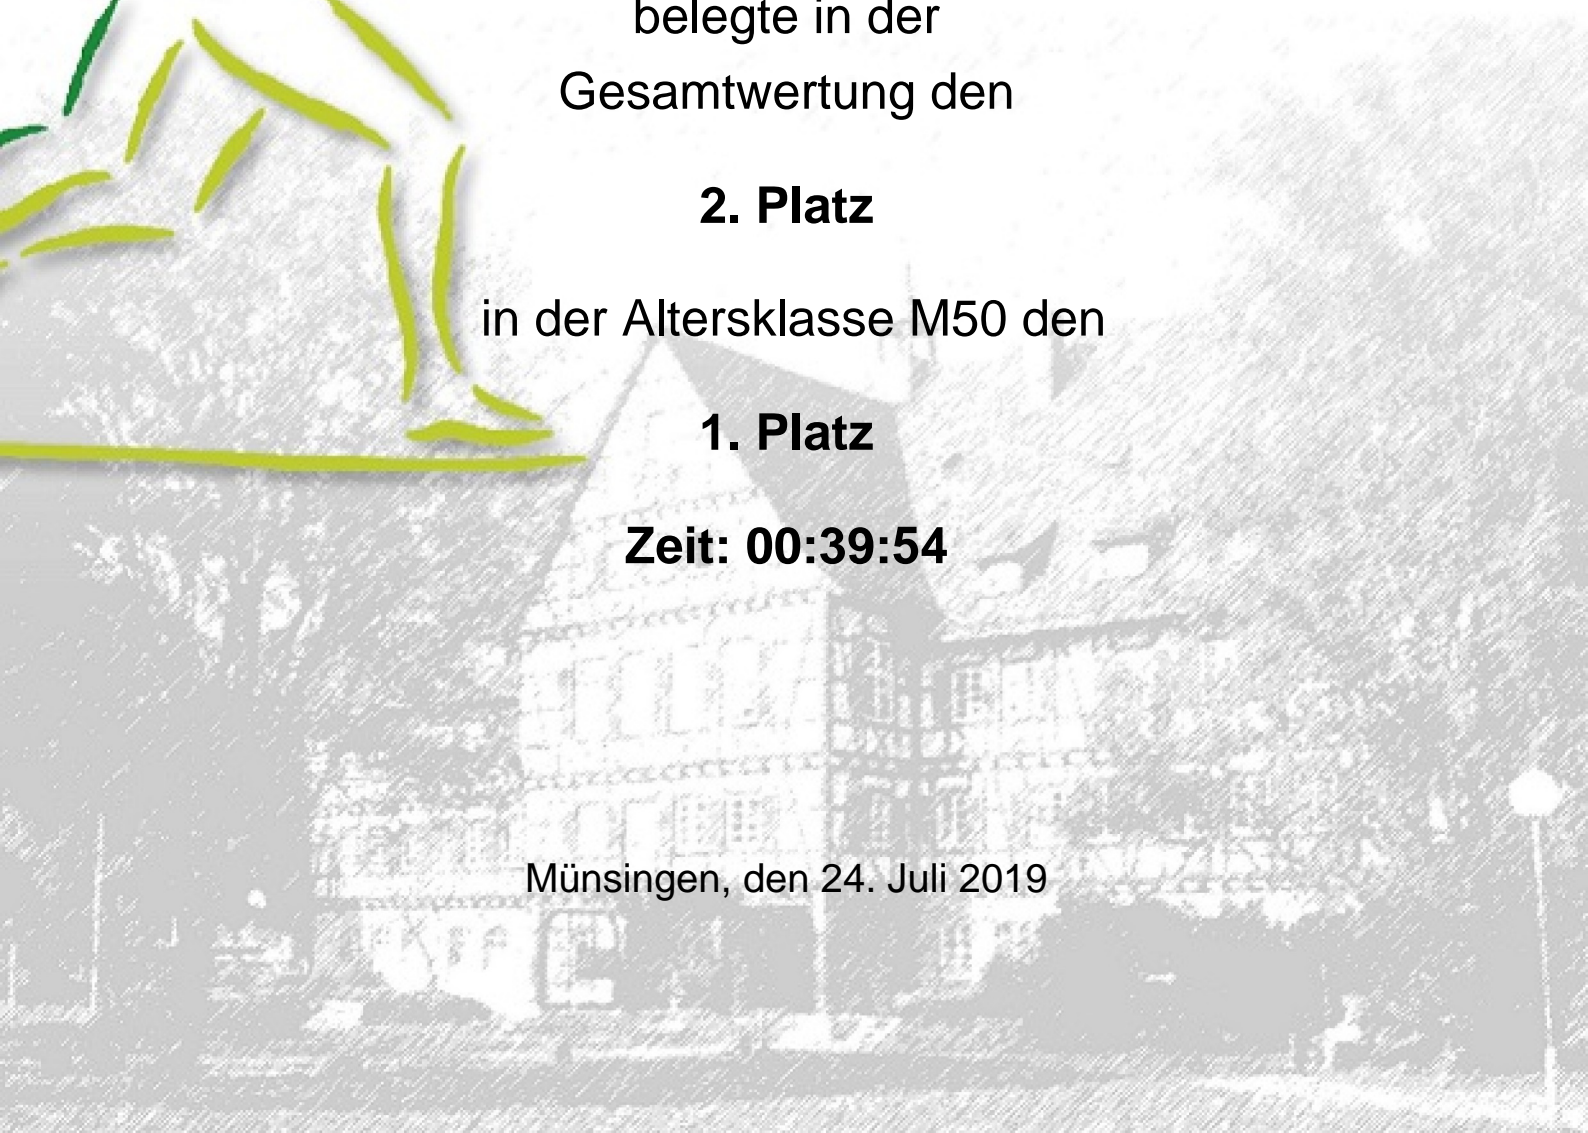 belegte in der
Gesamtwertung den
2. Platz
in der Altersklasse M50 den
1. Platz
Zeit: 00:39:54
Münsingen, den 24. Juli 2019